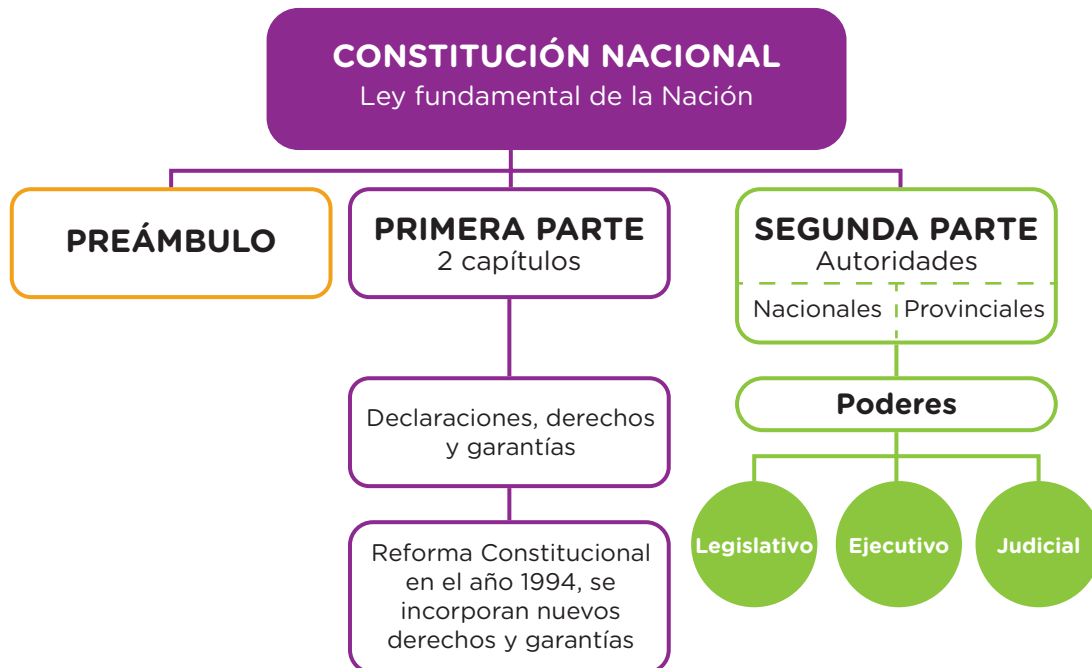 CONSTITUCIÓN NACIONAL
Ley fundamental de la Nación
PREÁMBULO
PRIMERA PARTE
2 capítulos
Declaraciones, derechos
y garantías
Reforma Constitucional
en el año 1994, se
incorporan nuevos
derechos y garantías
SEGUNDA PARTE
Autoridades
Nacionales
Provinciales
Poderes
Legislativo
Ejecutivo
Judicial